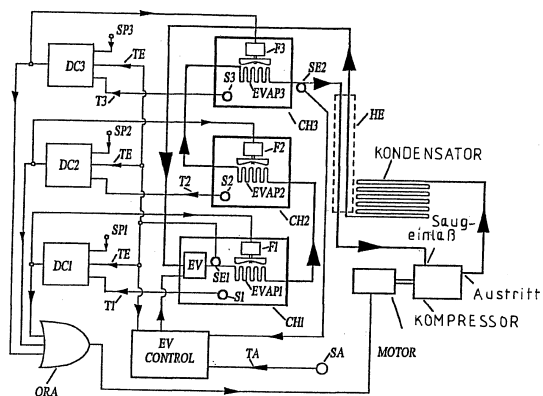 SP3
TE
DC3
T3
F3
S3
EVAP3
SE2
CH3
HE
SP2
TE
DC2
T2
F2
S2
EVAP2
CH2
KONDENSATOR
Saug-
einlaß
SP1
TE
DC1
T1
F1
EV
SE1
EVAP1
S1
CH1
Austritt
KOMPRESSOR
MOTOR
EV
CONTROL
TA
SA
ORA